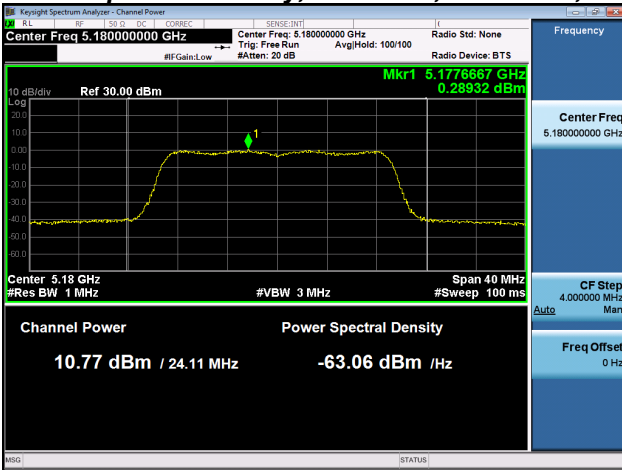 Keysight Spectrum Analyzer - Channel Power
RL RF 50 Ω DC CORREC SENSE:INT
Center Freq 5.180000000 GHz
#IFGain:Low
Center Freq: 5.180000000 GHz
Trig: Free Run Avg|Hold: 100/100
#Atten: 20 dB
Radio Std: None
Radio Device: BTS
Mkr1 5.1776667 GHz
0.28932 dBm
10 dB/div Ref 30.00 dBm
Log
20.0
10.0
0.00
-10.0
-20.0
-30.0
-40.0
-50.0
-60.0
1
Center 5.18 GHz Span 40 MHz
#Res BW 1 MHz #VBW 3 MHz #Sweep 100 ms
Channel Power Power Spectral Density
10.77 dBm / 24.11 MHz -63.06 dBm /Hz
MSG STATUS
Frequency
Center Freq
5.180000000 GHz
CF Step
4.000000 MHz
Auto Man
Freq Offset
0 Hz